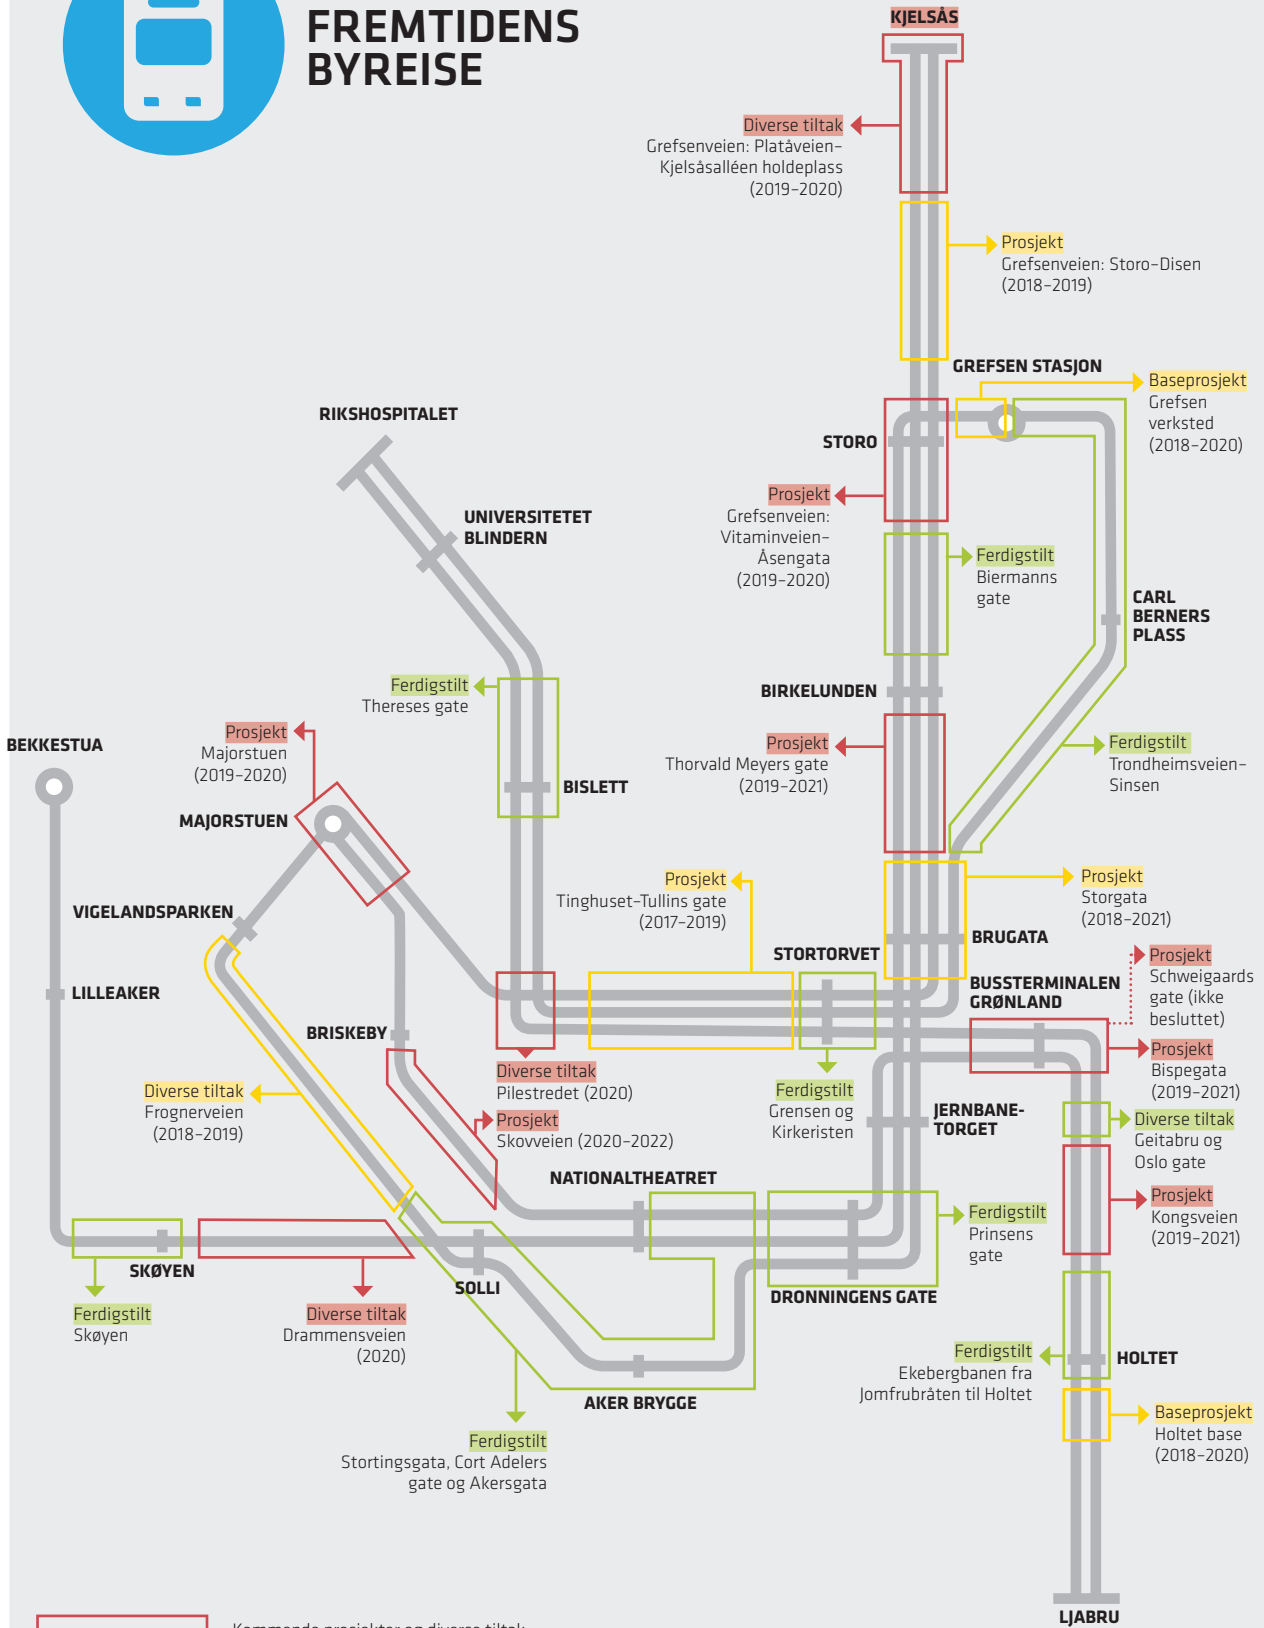 FREMTIDENS
BYREISE
KJELSÅS
Diverse tiltak
Grefsenveien: Platåveien–
Kjelsåsalléen holdeplass
(2019–2020)
Prosjekt
Grefsenveien: Storo–Disen
(2018–2019)
GREFSEN STASJON
Baseprosjekt
Grefsen
verksted
(2018–2020)
RIKSHOSPITALET
STORO
UNIVERSITETET
BLINDERN
Prosjekt
Grefsenveien:
Vitaminveien–
Åsengata
(2019–2020)
Ferdigstilt
Biermanns
gate
CARL
BERNERS
PLASS
Ferdigstilt
Thereses gate
BIRKELUNDEN
Prosjekt
Majorstuen
(2019–2020)
BEKKESTUA
Prosjekt
Thorvald Meyers gate
(2019–2021)
Ferdigstilt
Trondheimsveien–
Sinsen
BISLETT
MAJORSTUEN
Prosjekt
Tinghuset–Tullins gate
(2017–2019)
Prosjekt
Storgata
(2018–2021)
VIGELANDSPARKEN
BRUGATA
STORTORVET
Prosjekt
Schweigaards
gate (ikke
besluttet)
BUSSTERMINALEN
GRØNLAND
LILLEAKER
BRISKEBY
Prosjekt
Bispegata
(2019–2021)
Diverse tiltak
Pilestredet (2020)
Diverse tiltak
Frognerveien
(2018–2019)
Ferdigstilt
Grensen og
Kirkeristen
JERNBANE-
TORGET
Diverse tiltak
Geitabru og
Oslo gate
Prosjekt
Skovveien (2020–2022)
NATIONALTHEATRET
Prosjekt
Kongsveien
(2019–2021)
Ferdigstilt
Prinsens
gate
SKØYEN
SOLLI
DRONNINGENS GATE
Ferdigstilt
Skøyen
Diverse tiltak
Drammensveien
(2020)
Ferdigstilt
Ekebergbanen fra
Jomfrubråten til Holtet
HOLTET
AKER BRYGGE
Baseprosjekt
Holtet base
(2018–2020)
Ferdigstilt
Stortingsgata, Cort Adelers
gate og Akersgata
LJABRU
Kommende prosjekter og diverse tiltak